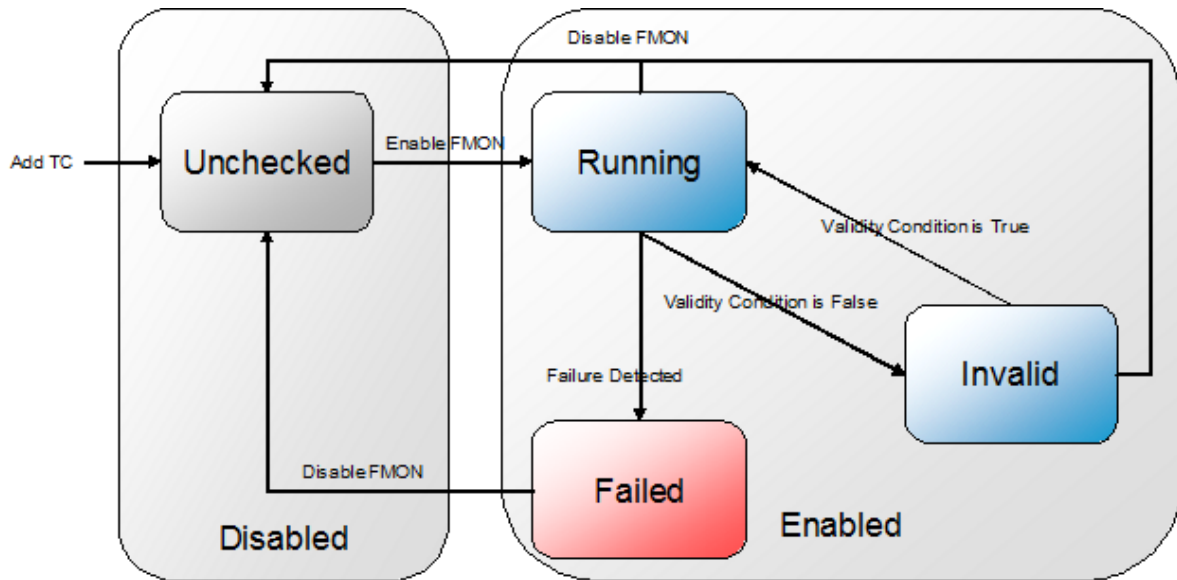 Disable FMON
Add TC
Unchecked
Enable FMON
Running
Validity Condition is True
Validity Condition is False
Failure Detected
Invalid
Disable FMON
Failed
Disabled
Enabled